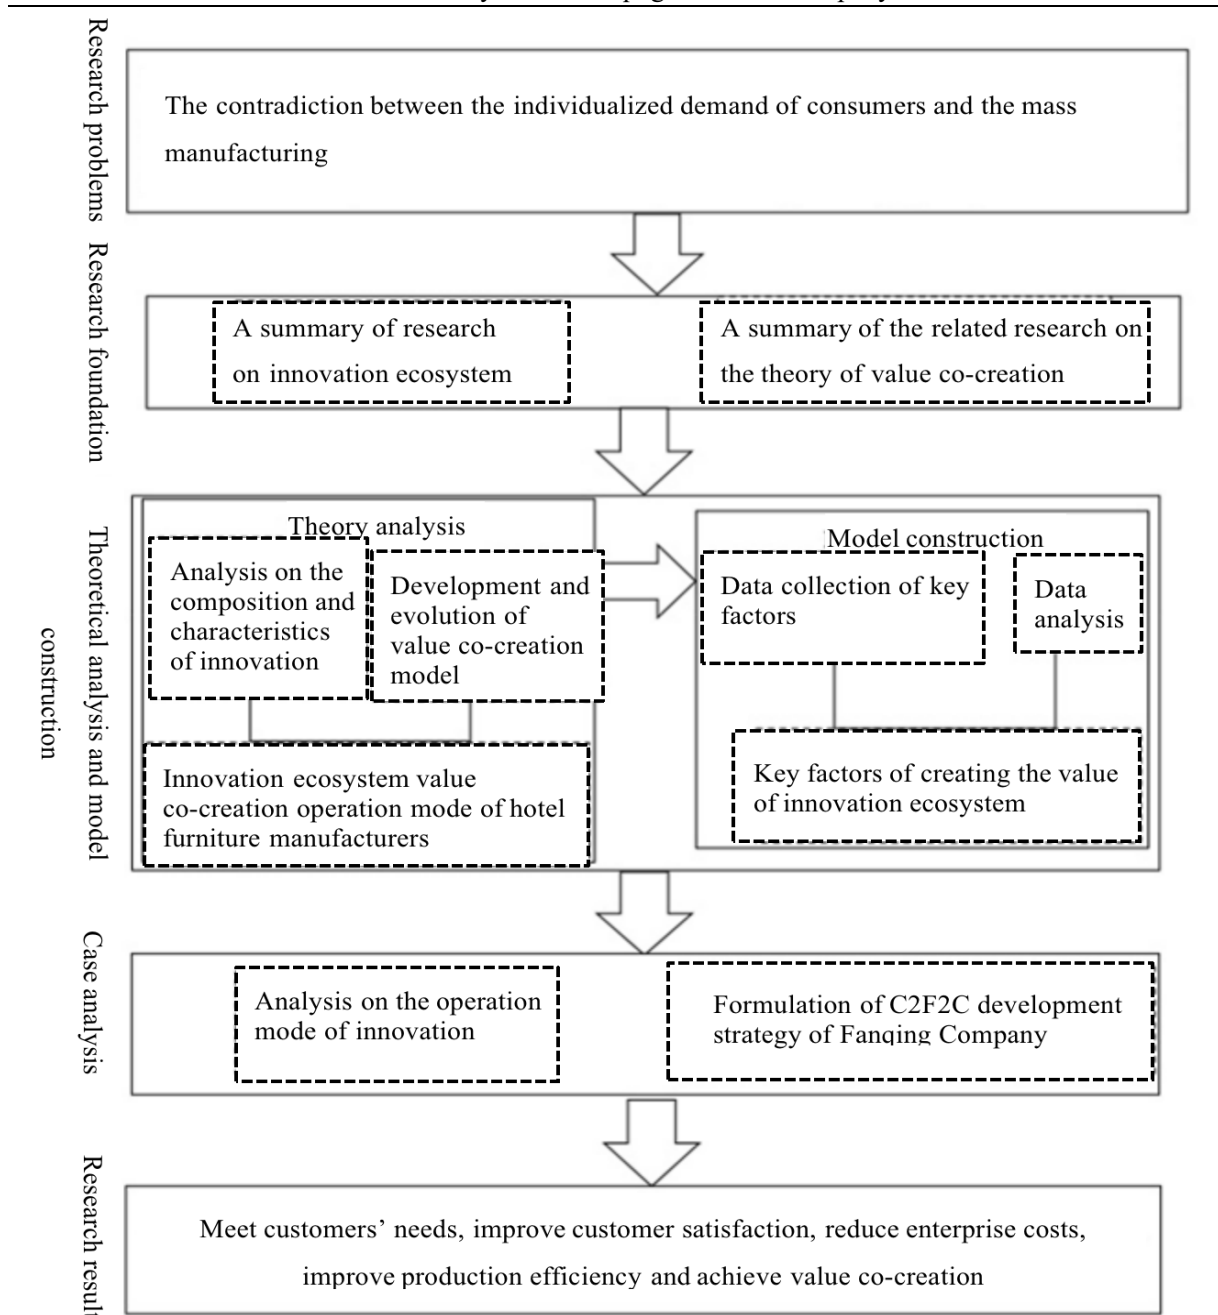 Research problems
The contradiction between the individualized demand of consumers and the mass
manufacturing
Research foundation
A summary of research
on innovation ecosystem
A summary of the related research on
the theory of value co-creation
Theoretical analysis and model
construction
Theory analysis
Analysis on the
composition and
characteristics
of innovation
Development and
evolution of
value co-creation
model
Innovation ecosystem value
co-creation operation mode of hotel
furniture manufacturers
Model construction
Data collection of key
factors
Data
analysis
Key factors of creating the value
of innovation ecosystem
Case analysis
Analysis on the operation
mode of innovation
Formulation of C2F2C development
strategy of Fanqing Company
Research result
Meet customers’ needs, improve customer satisfaction, reduce enterprise costs,
improve production efficiency and achieve value co-creation